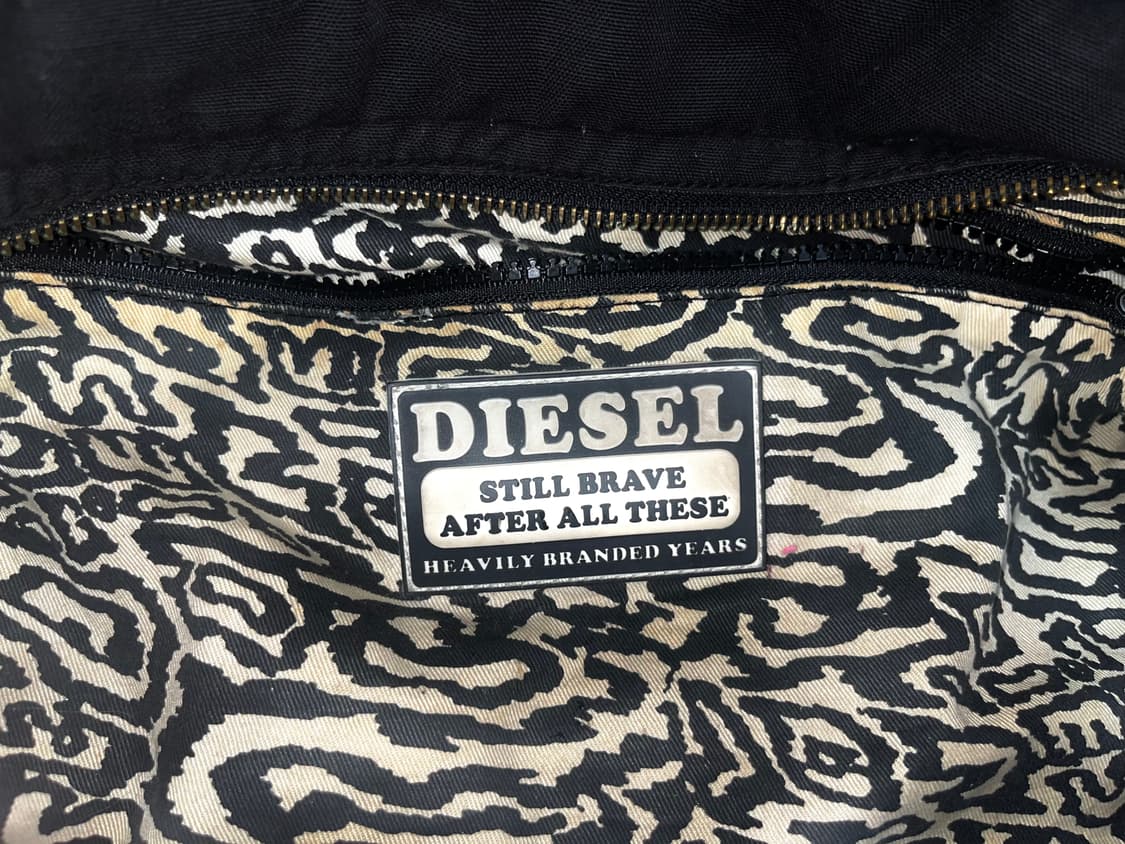 DIESEL
STILL BRAVE
AFTER ALL THESE
HEAVILY BRANDED YEARS